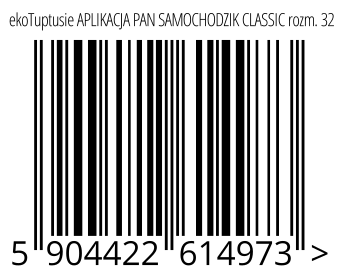 ekoTuptusie APLIKACJA PAN SAMOCHODZIK CLASSIC rozm. 32
5 904422 614973 >